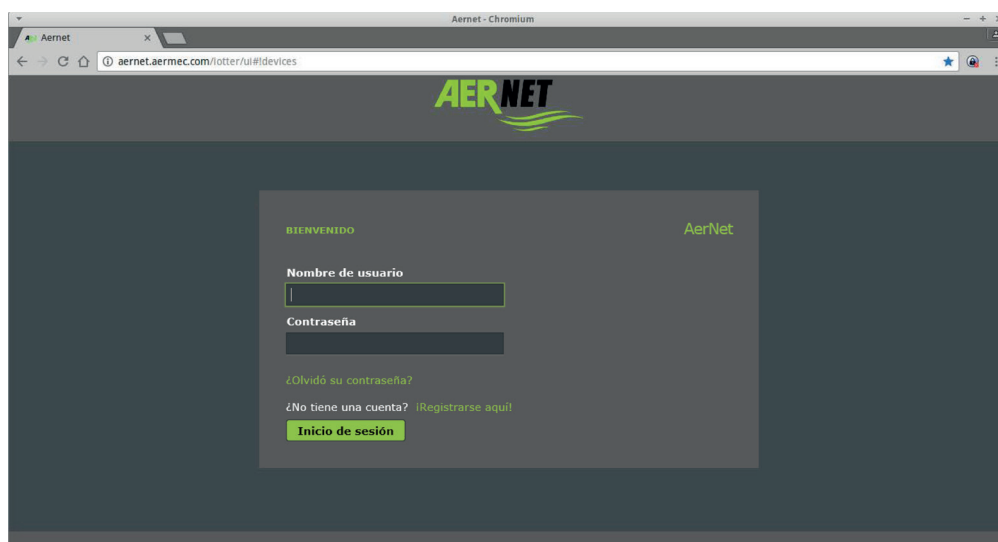 Aernet - Chromium
Aernet
aernet.aermec.com/iotter/ui#!devices
AERNET
BIENVENIDO
AerNet
Nombre de usuario
Contraseña
¿Olvidó su contraseña?
¿No tiene una cuenta? ¡Registrarse aquí!
Inicio de sesión